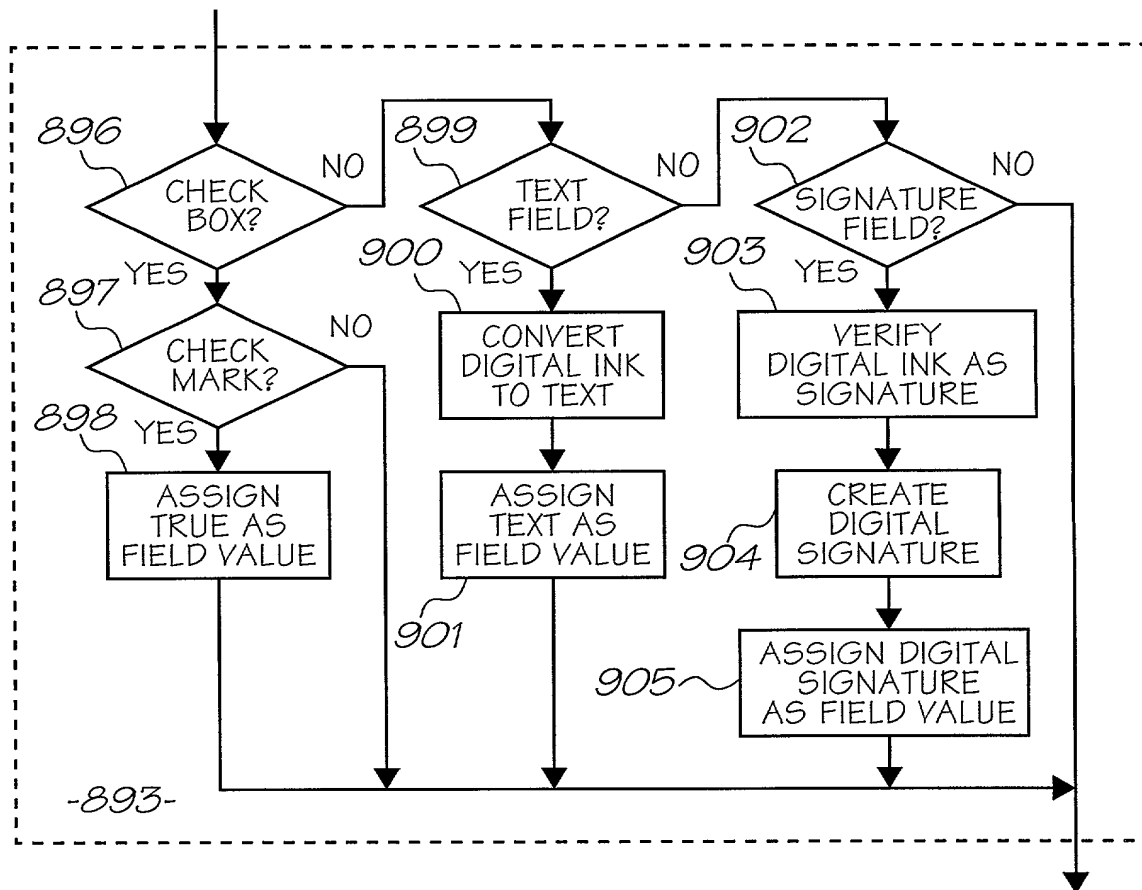 896
CHECK
BOX?
NO
YES
897
CHECK
MARK?
NO
YES
898
ASSIGN
TRUE AS
FIELD VALUE
899
TEXT
FIELD?
NO
YES
900
CONVERT
DIGITAL INK
TO TEXT
ASSIGN
TEXT AS
FIELD VALUE
901
902
SIGNATURE
FIELD?
NO
YES
903
VERIFY
DIGITAL INK AS
SIGNATURE
CREATE
DIGITAL
SIGNATURE
904
ASSIGN DIGITAL
SIGNATURE
AS FIELD VALUE
905
-893-